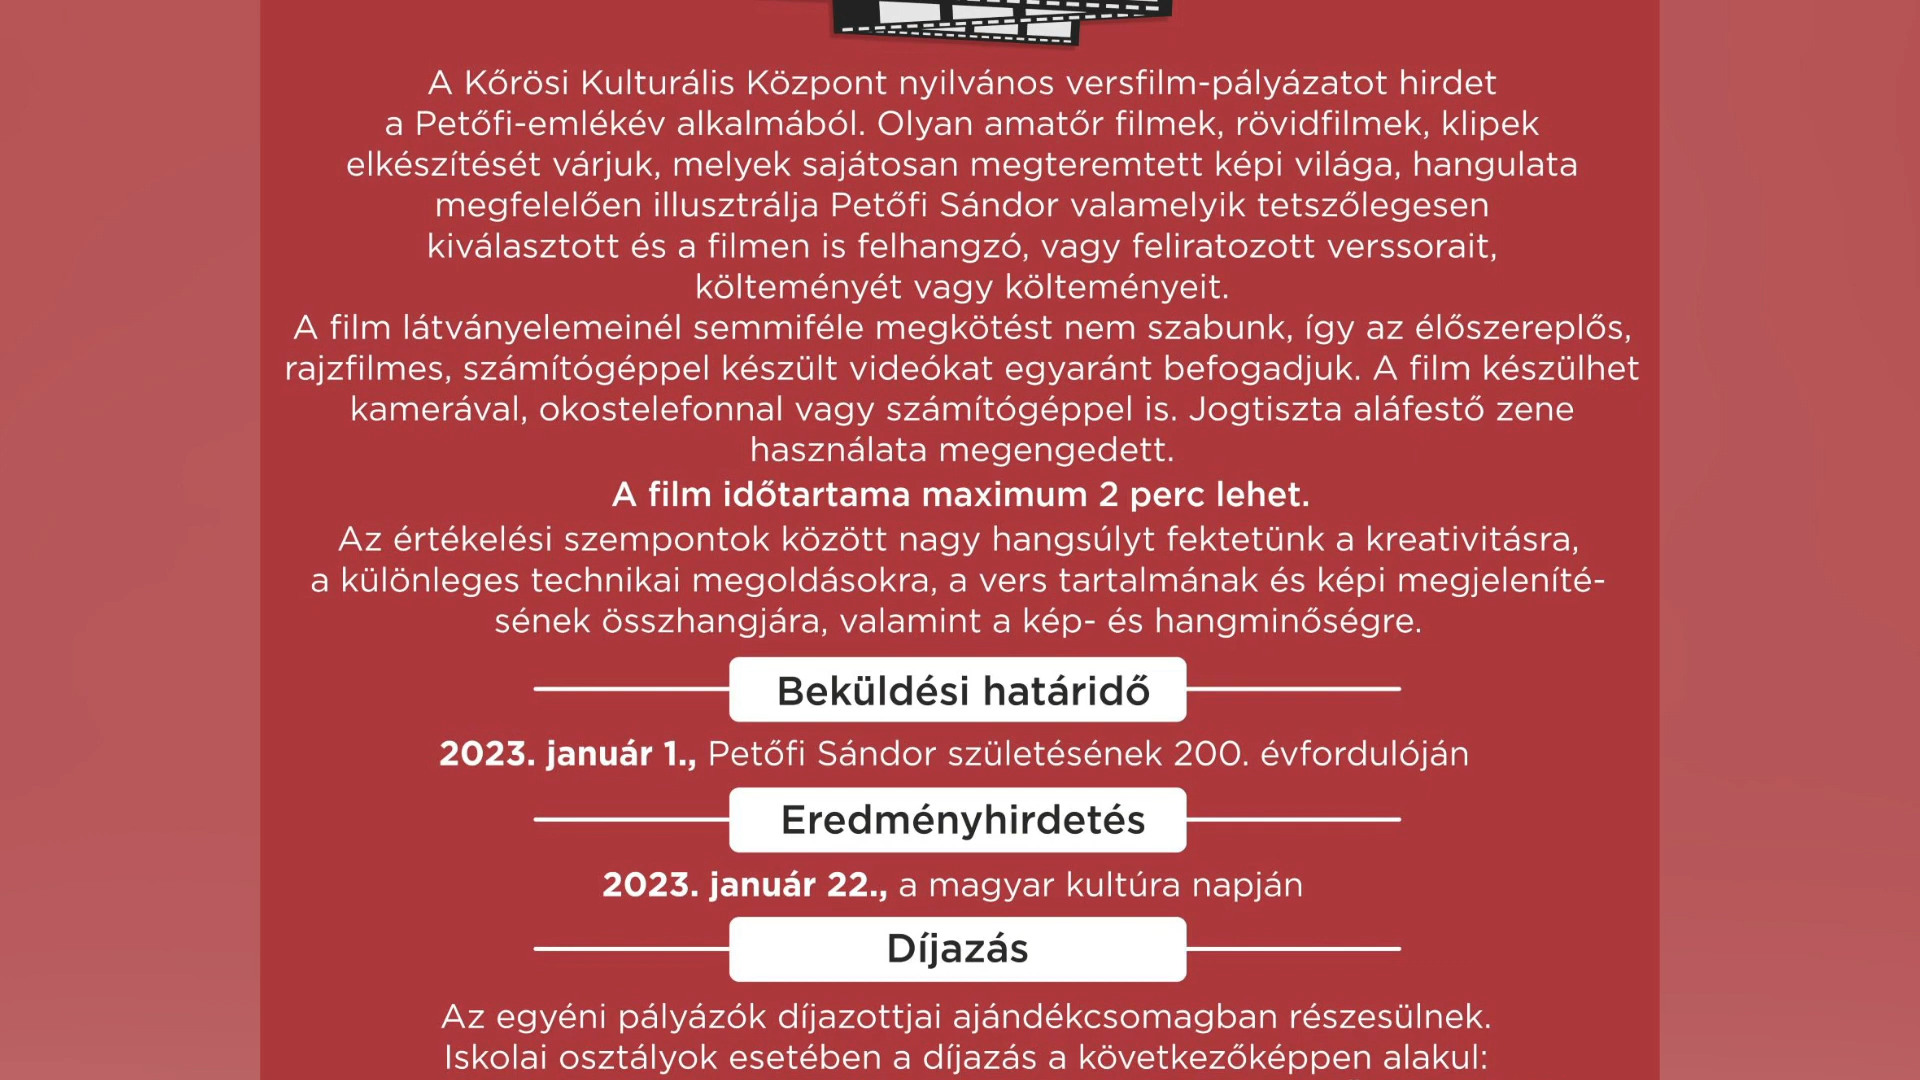 A Kőrösi Kulturális Központ nyilvános versfilm-pályázatot hirdet
a Petőfi-emlékév alkalmából. Olyan amatőr filmek, rövidfilmek, klipek
elkészítését várjuk, melyek sajátosan megteremtett képi világa, hangulata
megfelelően illusztrálja Petőfi Sándor valamelyik tetszőlegesen
kiválasztott és a filmen is felhangzó, vagy feliratozott verssorait,
költeményét vagy költeményeit.
A film látványelemeinél semmiféle megkötést nem szabunk, így az élőszereplős,
rajzfilmes, számítógéppel készült videókat egyaránt befogadjuk. A film készülhet
kamerával, okostelefonnal vagy számítógéppel is. Jogtiszta aláfestő zene
használata megengedett.
A film időtartama maximum 2 perc lehet.
Az értékelési szempontok között nagy hangsúlyt fektetünk a kreativitásra,
a különleges technikai megoldásokra, a vers tartalmának és képi megjeleníté-
sének összhangjára, valamint a kép- és hangminőségre.
Beküldési határidő
2023. január 1., Petőfi Sándor születésének 200. évfordulóján
Eredményhirdetés
2023. január 22., a magyar kultúra napján
Díjazás
Az egyéni pályázók díjazottjai ajándékcsomagban részesülnek.
Iskolai osztályok esetében a díjazás a következőképpen alakul: